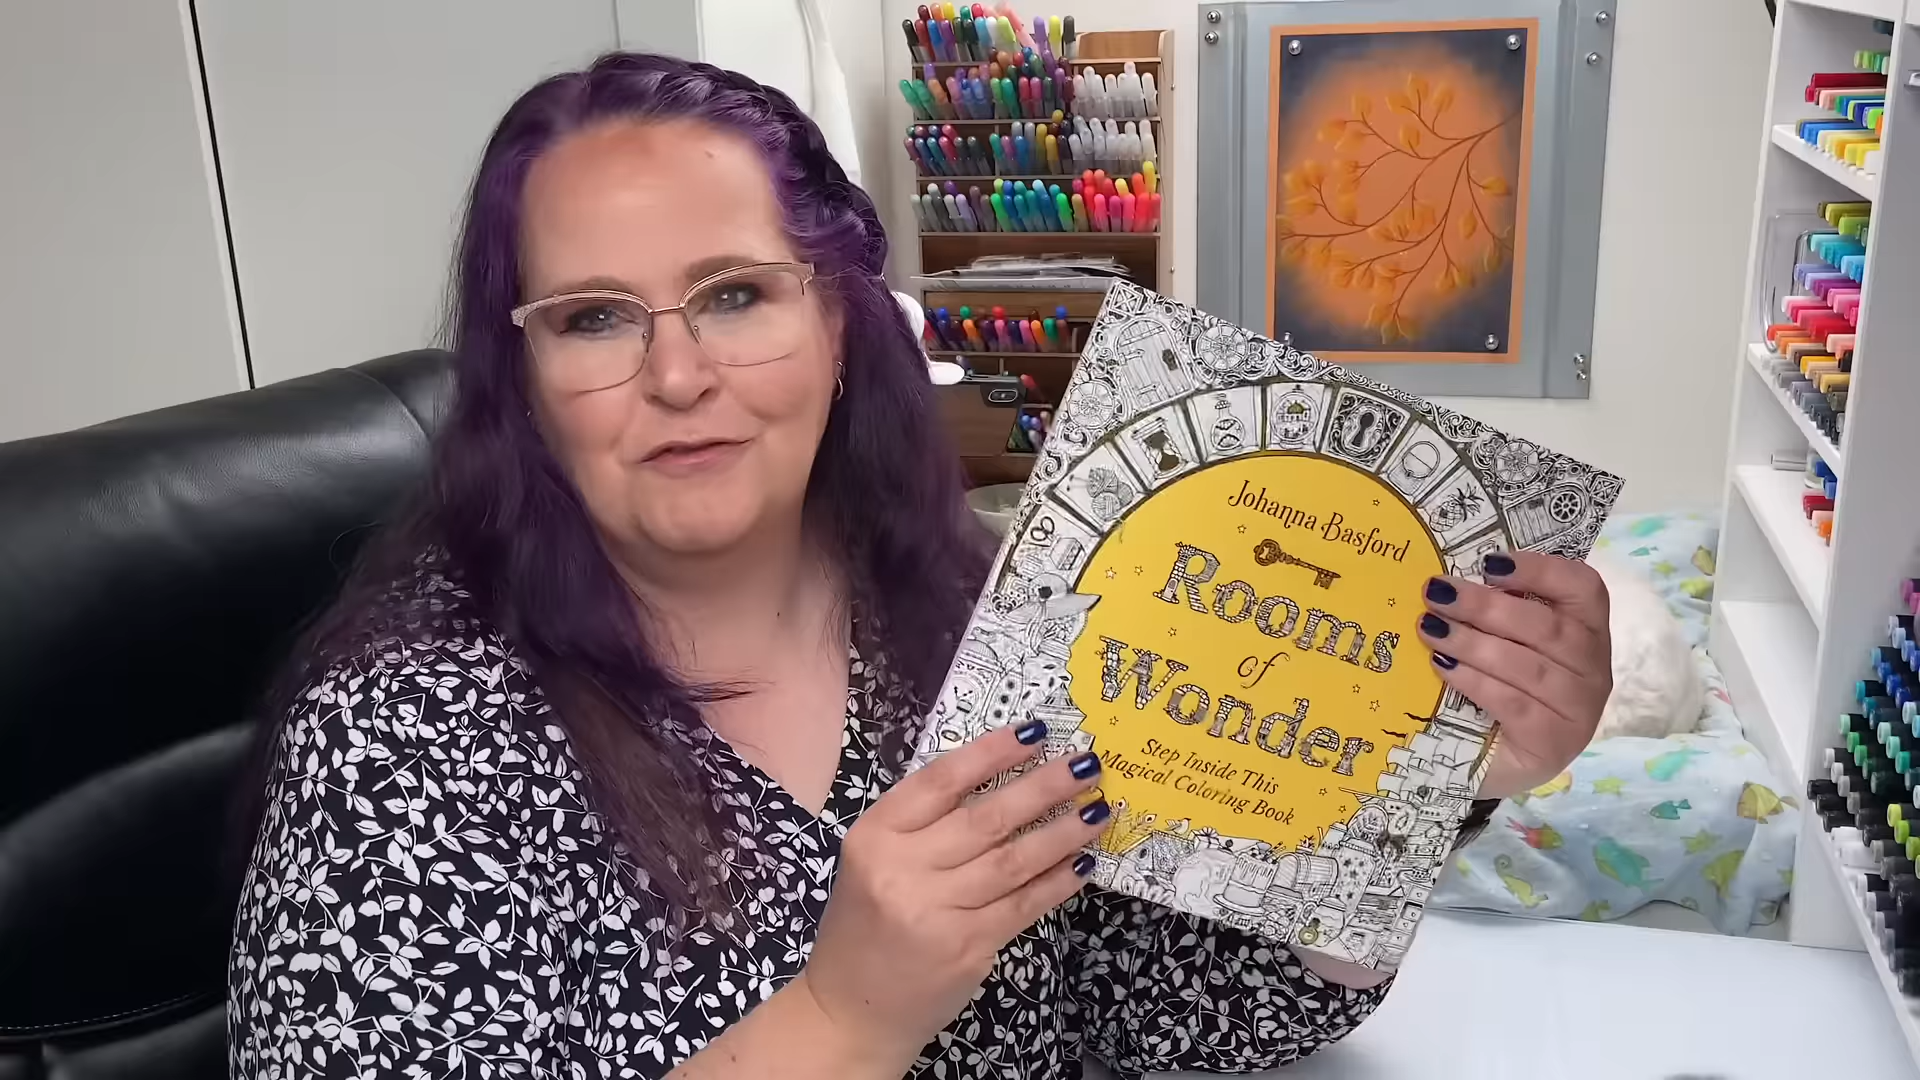 Johanna Basford
Rooms
of
Wonder
Step Inside This
Magical Coloring Book